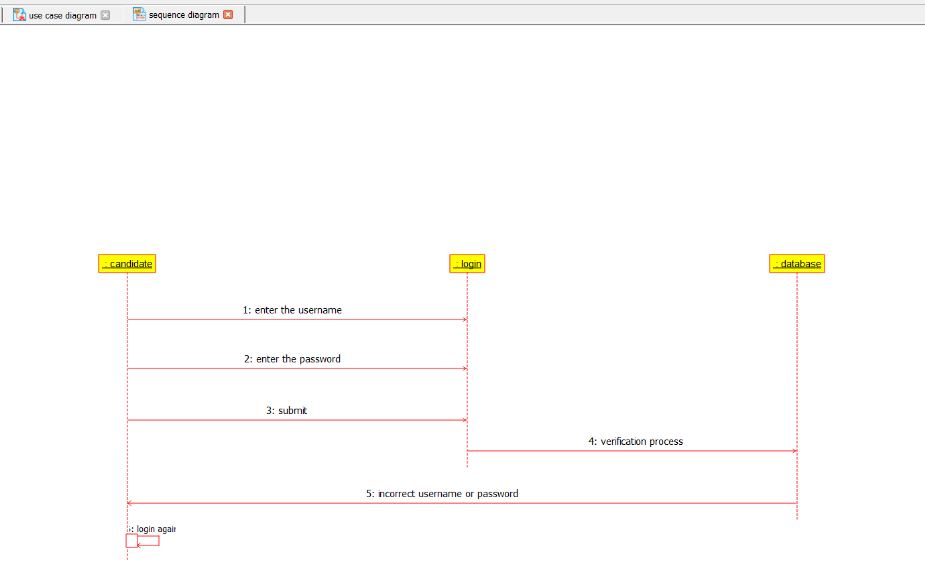 use case diagram
sequence diagram
: candidate
: login
: database
1: enter the username
2: enter the password
3: submit
4: verification process
5: incorrect username or password
: login again